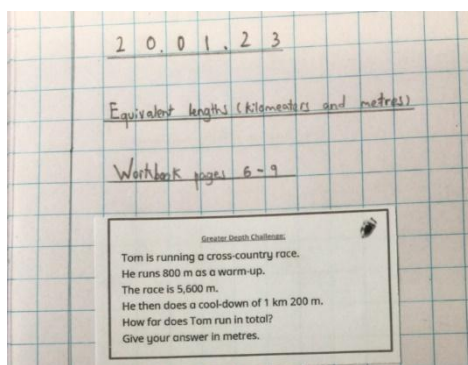 20.01.23
Equivalent lengths (kilomeaters and metres)
Workbook pages 6-9
Greater Depth Challenge:
Tom is running a cross-country race.
He runs 800 m as a warm-up.
The race is 5,600 m.
He then does a cool-down of 1 km 200 m.
How far does Tom run in total?
Give your answer in metres.